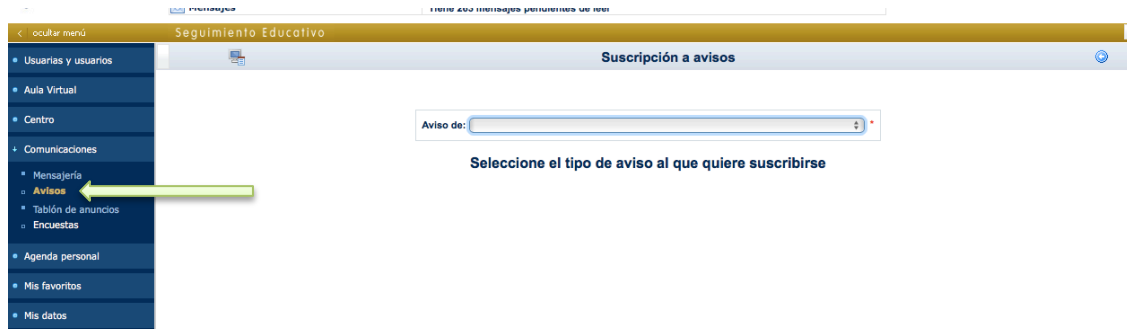 Mensajes
Tiene 265 mensajes pendientes de leer
< ocultar menú
Seguimiento Educativo
Usuarias y usuarios
Suscripción a avisos
Aula Virtual
Centro
Aviso de: *
Comunicaciones
Seleccione el tipo de aviso al que quiere suscribirse
Mensajería
Avisos
Tablón de anuncios
Encuestas
Agenda personal
Mis favoritos
Mis datos